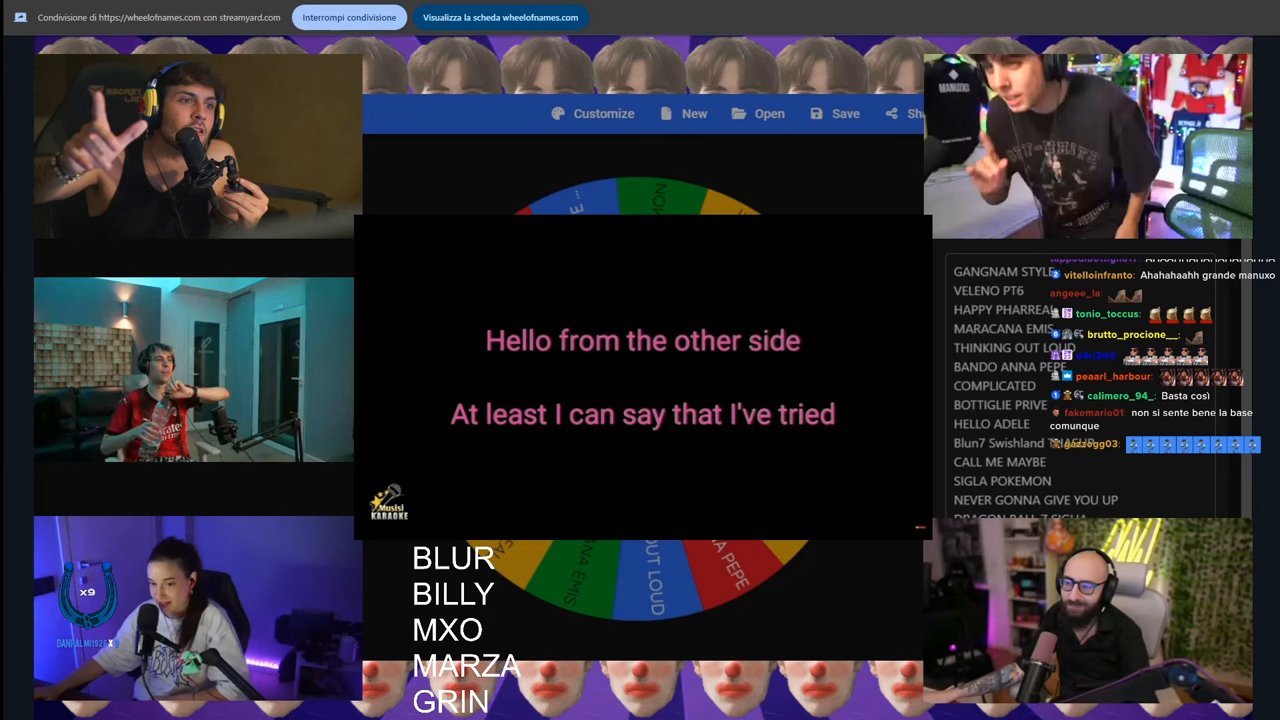 Condivisione di https://wheelofnames.com con streamyard.com
Interrompi condivisione
Visualizza la scheda wheelofnames.com
Customize
New
Open
Save
Hello from the other side
At least I can say that I've tried
Musisi
KARAOKE
BLUR
BILLY
MXO
MARZA
GRIN
OUT LOUD
PEPE
EMIS
x9
GANGNAM STYLE
VELENO PT6
HAPPY PHARREAL
MARACANA EMIS
THINKING OUT LOUD
BANDO ANNA PEPE
COMPLICATED
BOTTIGLIE PRIVE
HELLO ADELE
Blun7 Swishland
CALL ME MAYBE
SIGLA POKEMON
NEVER GONNA GIVE YOU UP
vitelloinfranto: Ahahahaahh grande manuxo
angeee_la:
tonio_toccus:
brutto_procione__:
peaarl_harbour:
calimero_94_: Basta così
fakemario01: non si sente bene la base
comunque
gazzogg03: